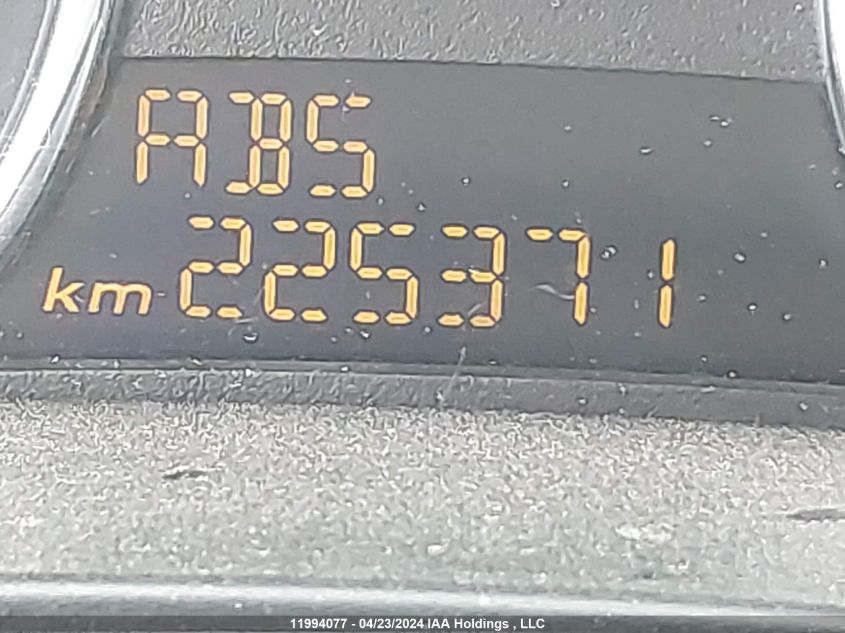 ABS
km 225371
11994077 - 04/23/2024 IAA Holdings , LLC